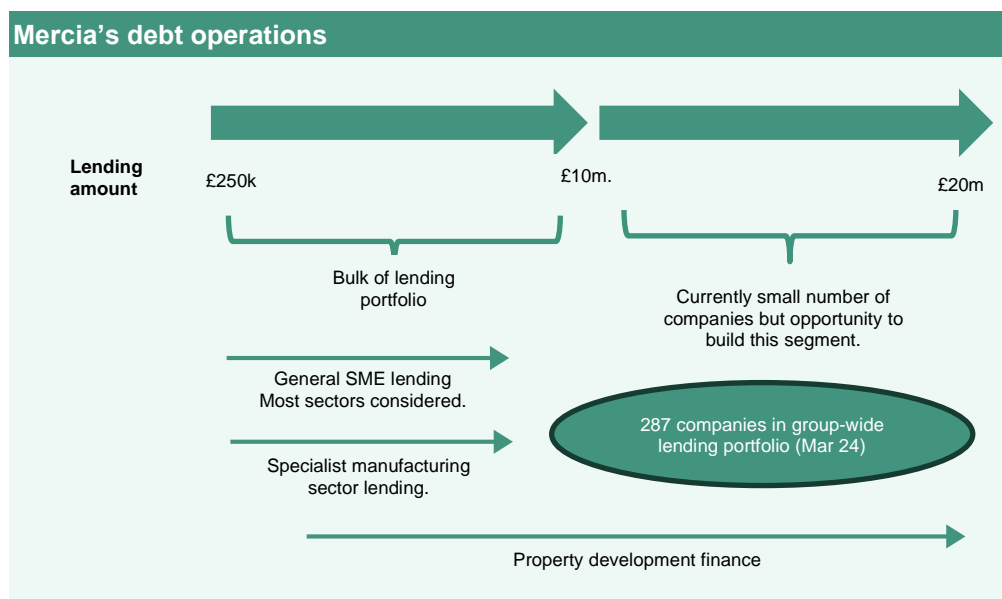 Mercia's debt operations
Lending
amount
£250k
£10m.
£20m
Bulk of lending
portfolio
Currently small number of
companies but opportunity to
build this segment.
General SME lending
Most sectors considered.
287 companies in group-wide
lending portfolio (Mar 24)
Specialist manufacturing
sector lending.
Property development finance